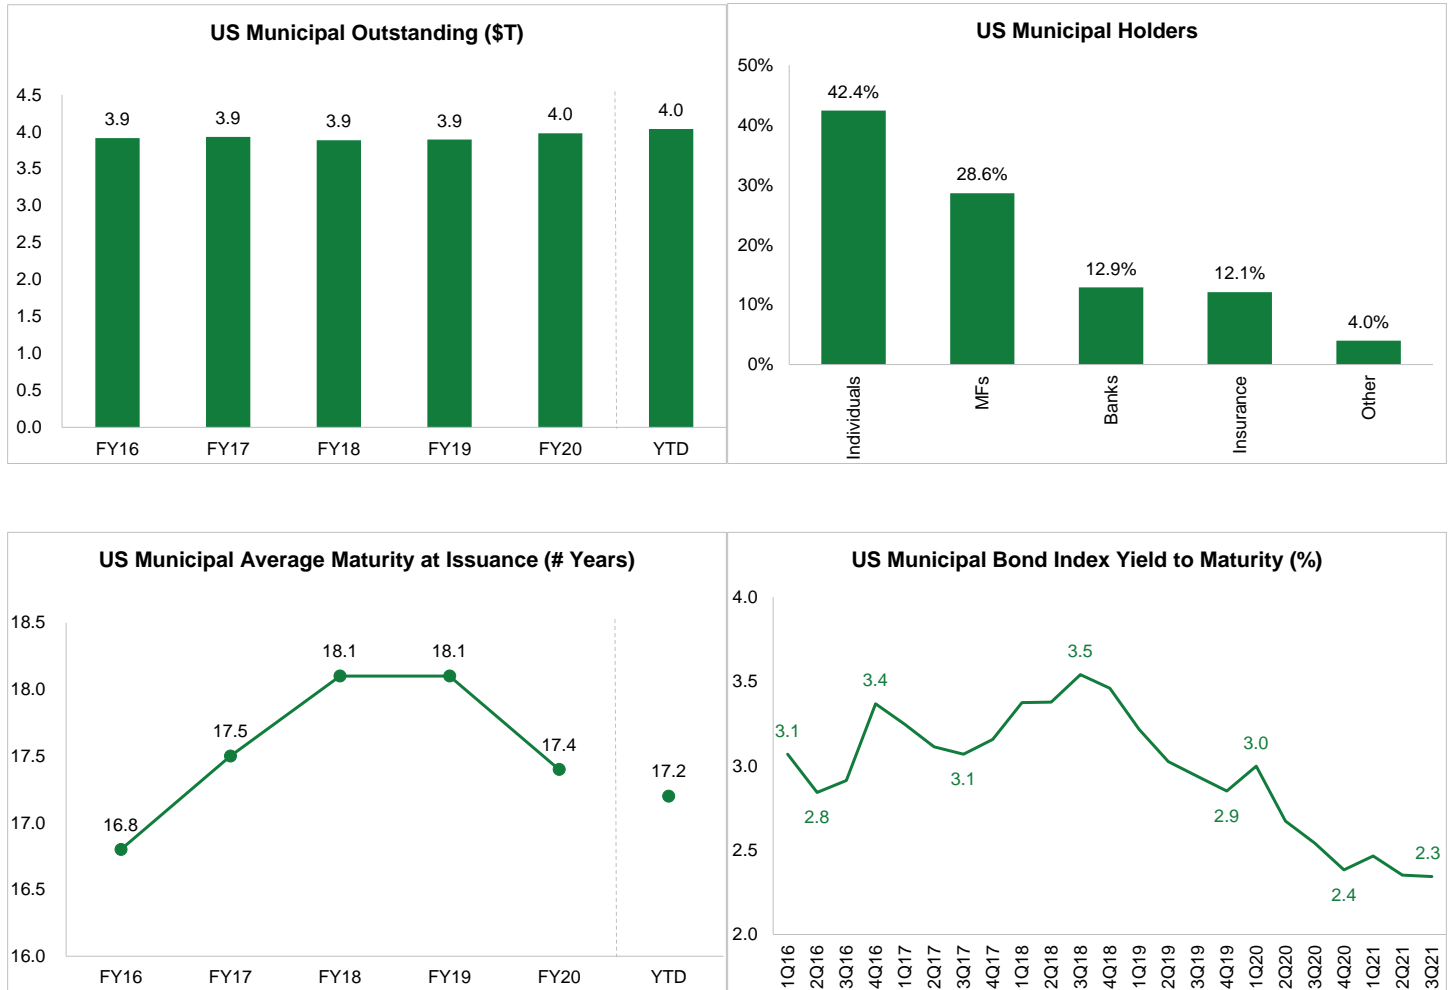 US Municipal Outstanding ($T)
4.5
4.0
3.5
3.0
2.5
2.0
1.5
1.0
0.5
0.0
3.9
3.9
3.9
3.9
4.0
4.0
FY16
FY17
FY18
FY19
FY20
YTD
US Municipal Holders
50%
40%
30%
20%
10%
0%
42.4%
28.6%
12.9%
12.1%
4.0%
Individuals
MFs
Banks
Insurance
Other
US Municipal Average Maturity at Issuance (# Years)
18.5
18.0
17.5
17.0
16.5
16.0
16.8
17.5
18.1
18.1
17.4
17.2
FY16
FY17
FY18
FY19
FY20
YTD
US Municipal Bond Index Yield to Maturity (%)
4.0
3.5
3.0
2.5
2.0
3.1
2.8
3.4
3.1
3.5
2.9
3.0
2.4
2.3
1Q16
2Q16
3Q16
4Q16
1Q17
2Q17
3Q17
4Q17
1Q18
2Q18
3Q18
4Q18
1Q19
2Q19
3Q19
4Q19
1Q20
2Q20
3Q20
4Q20
1Q21
2Q21
3Q21